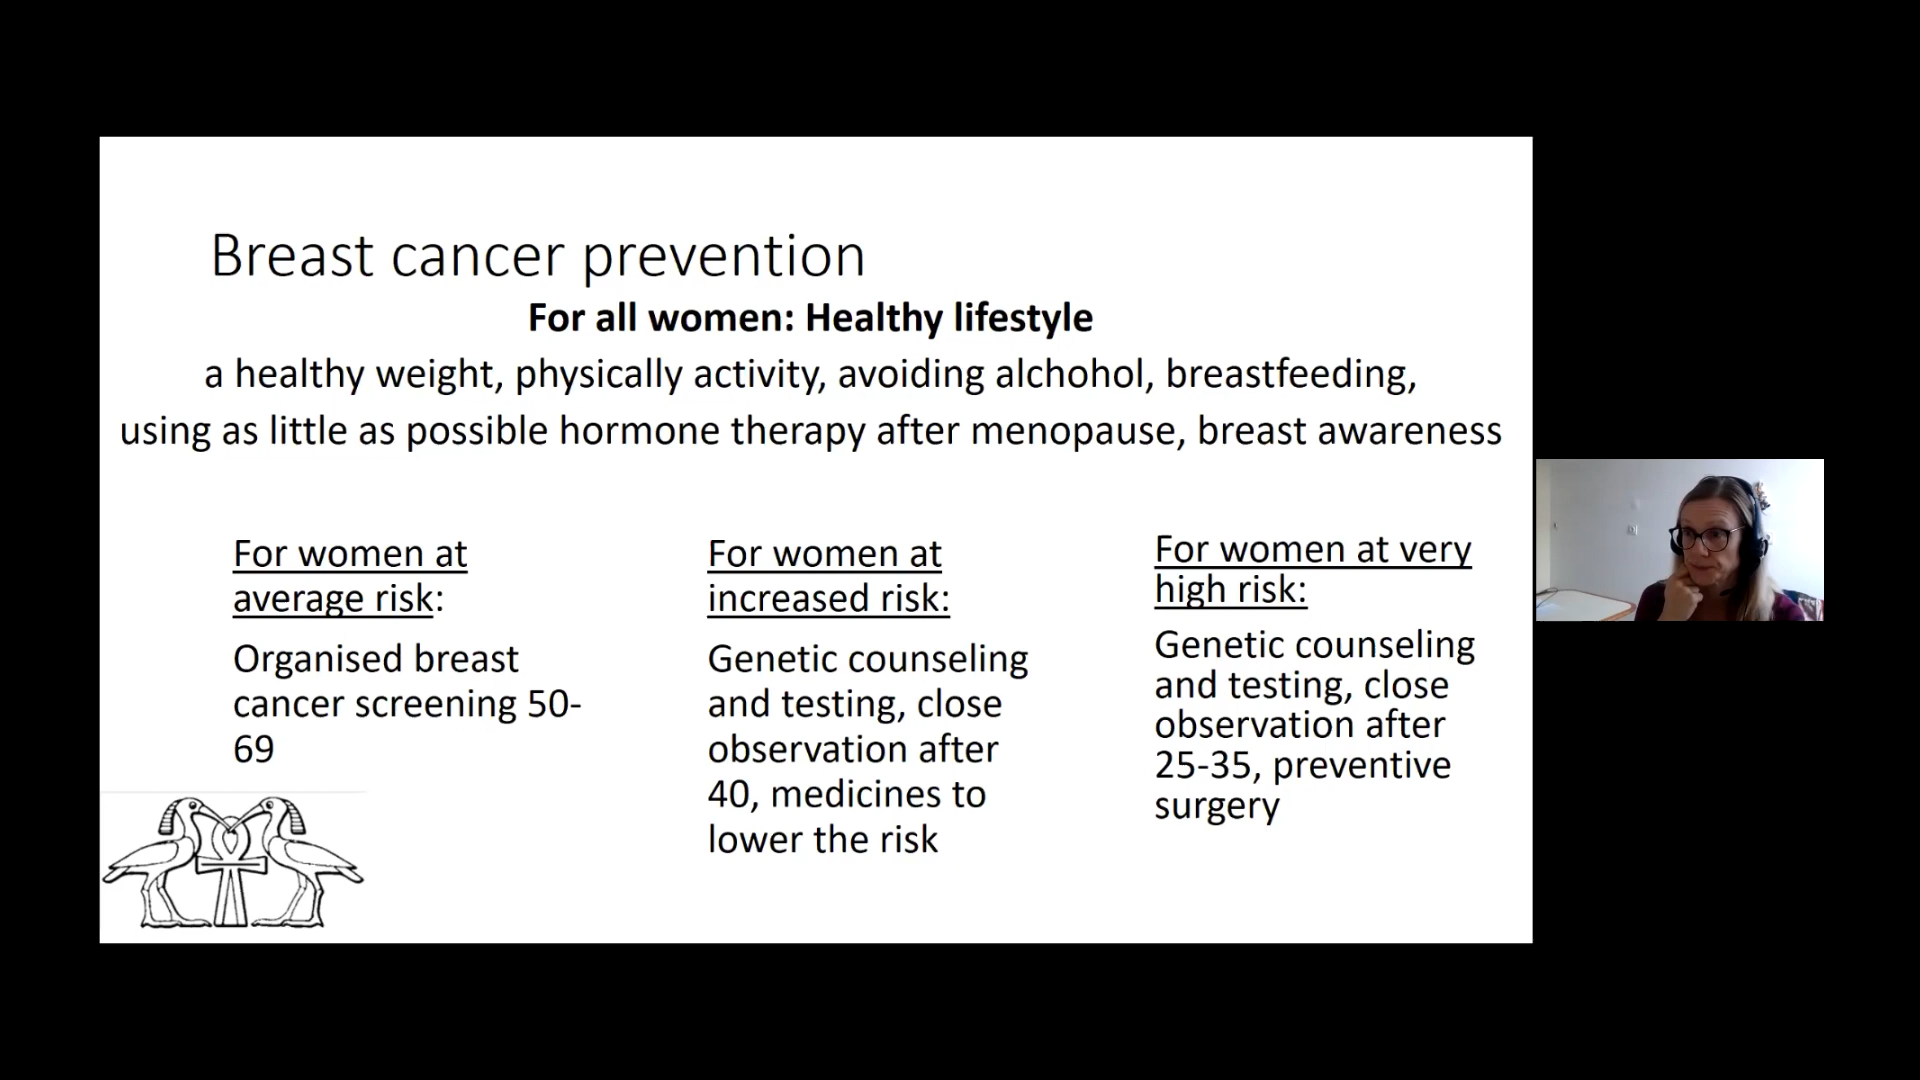 Breast cancer prevention
For all women: Healthy lifestyle
a healthy weight, physically activity, avoiding alchohol, breastfeeding,
using as little as possible hormone therapy after menopause, breast awareness
For women at
average risk:
Organised breast
cancer screening 50-
69
For women at
increased risk:
Genetic counseling
and testing, close
observation after
40, medicines to
lower the risk
For women at very
high risk:
Genetic counseling
and testing, close
observation after
25-35, preventive
surgery